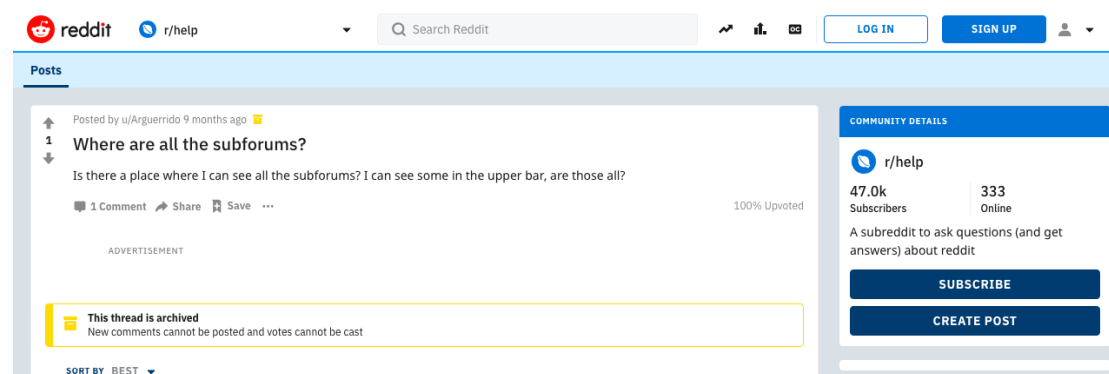 reddit
r/help
Search Reddit
OC
LOG IN
SIGN UP
Posts
Posted by u/Arguerrido 9 months ago
1
Where are all the subforums?
Is there a place where I can see all the subforums? I can see some in the upper bar, are those all?
1 Comment Share Save ...
100% Upvoted
ADVERTISEMENT
This thread is archived
New comments cannot be posted and votes cannot be cast
SORT BY BEST
COMMUNITY DETAILS
r/help
47.0k 333
Subscribers Online
A subreddit to ask questions (and get
answers) about reddit
SUBSCRIBE
CREATE POST